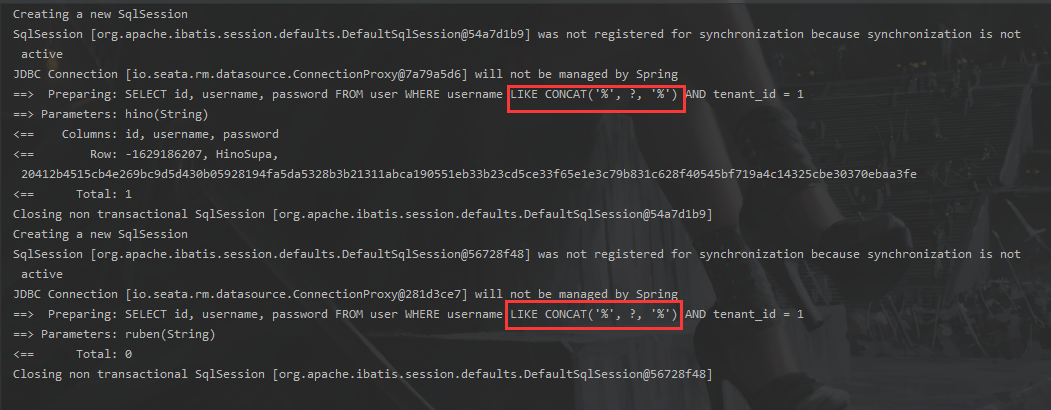 Creating a new SqlSession
SqlSession [org.apache.ibatis.session.defaults.DefaultSqlSession@54a7d1b9] was not registered for synchronization because synchronization is not
active
JDBC Connection [io.seata.rm.datasource.ConnectionProxy@7a79a5d6] will not be managed by Spring
==>  Preparing: SELECT id, username, password FROM user WHERE username LIKE CONCAT('%', ?, '%') AND tenant_id = 1
==> Parameters: hino(String)
<==    Columns: id, username, password
<==        Row: -1629186207, HinoSupa,
20412b4515cb4e269bc9d5d430b05928194fa5da5328b3b21311abca190551eb33b23cd5ce33f65e1e3c79b831c628f40545bf719a4c14325cbe30370ebaa3fe
<==      Total: 1
Closing non transactional SqlSession [org.apache.ibatis.session.defaults.DefaultSqlSession@54a7d1b9]
Creating a new SqlSession
SqlSession [org.apache.ibatis.session.defaults.DefaultSqlSession@56728f48] was not registered for synchronization because synchronization is not
active
JDBC Connection [io.seata.rm.datasource.ConnectionProxy@281d3ce7] will not be managed by Spring
==>  Preparing: SELECT id, username, password FROM user WHERE username LIKE CONCAT('%', ?, '%') AND tenant_id = 1
==> Parameters: ruben(String)
<==      Total: 0
Closing non transactional SqlSession [org.apache.ibatis.session.defaults.DefaultSqlSession@56728f48]